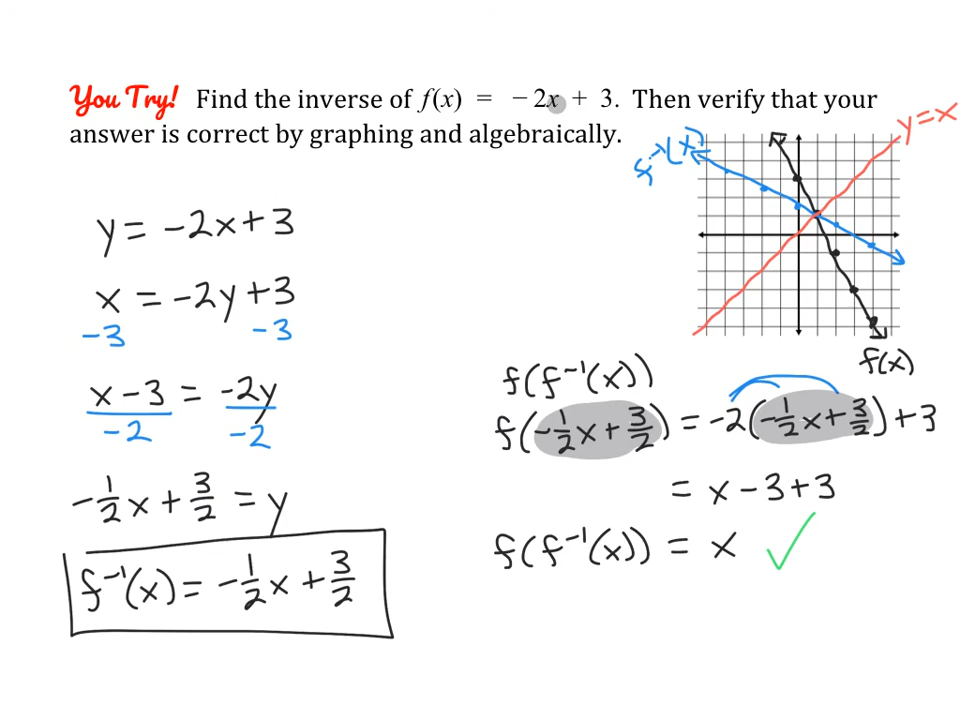 You Try! Find the inverse of f(x) = − 2x + 3. Then verify that your
answer is correct by graphing and algebraically.
y=x
f⁻¹(x)
y = -2x+3
x = -2y+3
-3 -3
x-3 = -2y
-2 -2
-1/2x + 3/2 = y
f⁻¹(x) = -1/2x + 3/2
f(x)
f(f⁻¹(x))
f(-1/2x+3/2) = -2(-1/2x+3/2)+3
= x-3+3
f(f⁻¹(x)) = x ✓